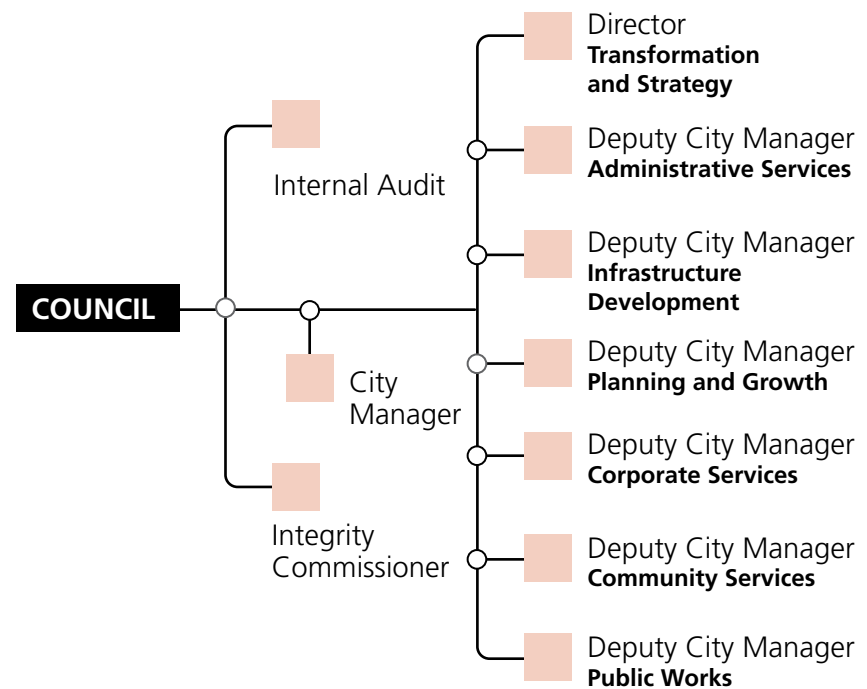 COUNCIL
Internal Audit
City
Manager
Integrity
Commissioner
Director
Transformation
and Strategy
Deputy City Manager
Administrative Services
Deputy City Manager
Infrastructure
Development
Deputy City Manager
Planning and Growth
Deputy City Manager
Corporate Services
Deputy City Manager
Community Services
Deputy City Manager
Public Works